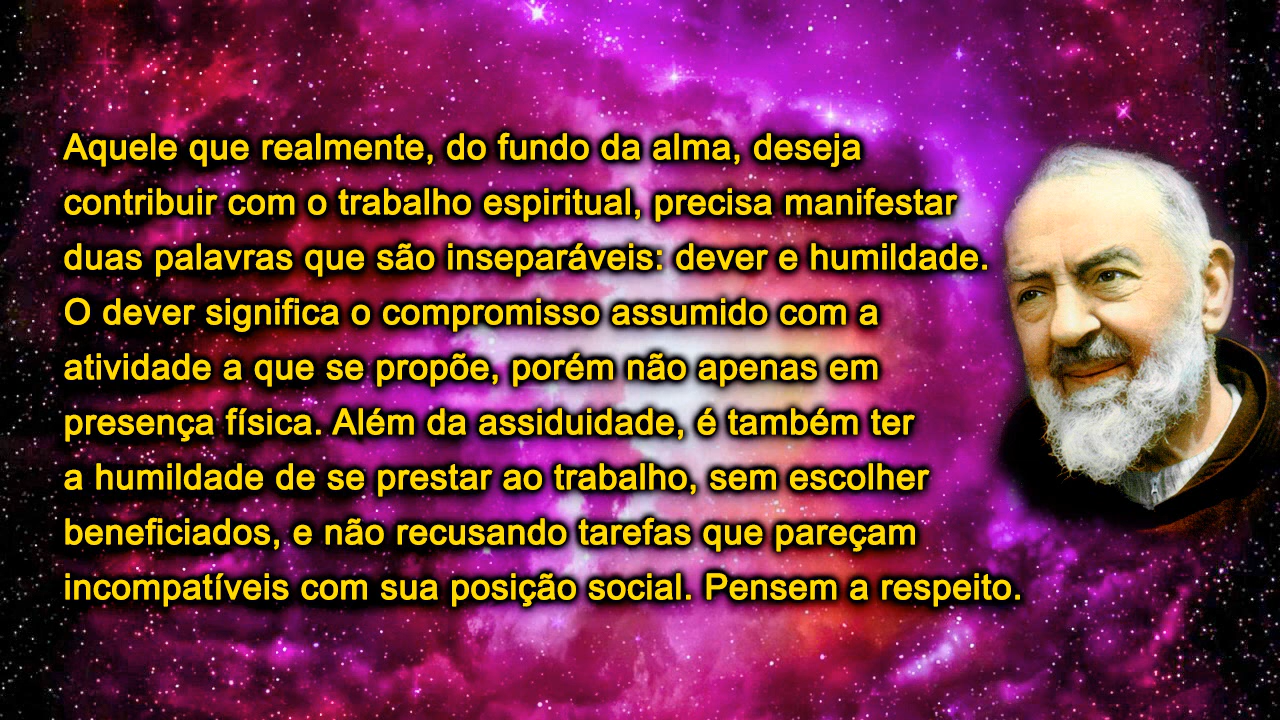 Aquele que realmente, do fundo da alma, deseja
contribuir com o trabalho espiritual, precisa manifestar
duas palavras que são inseparáveis: dever e humildade.
O dever significa o compromisso assumido com a
atividade a que se propõe, porém não apenas em
presença física. Além da assiduidade, é também ter
a humildade de se prestar ao trabalho, sem escolher
beneficiados, e não recusando tarefas que pareçam
incompatíveis com sua posição social. Pensem a respeito.